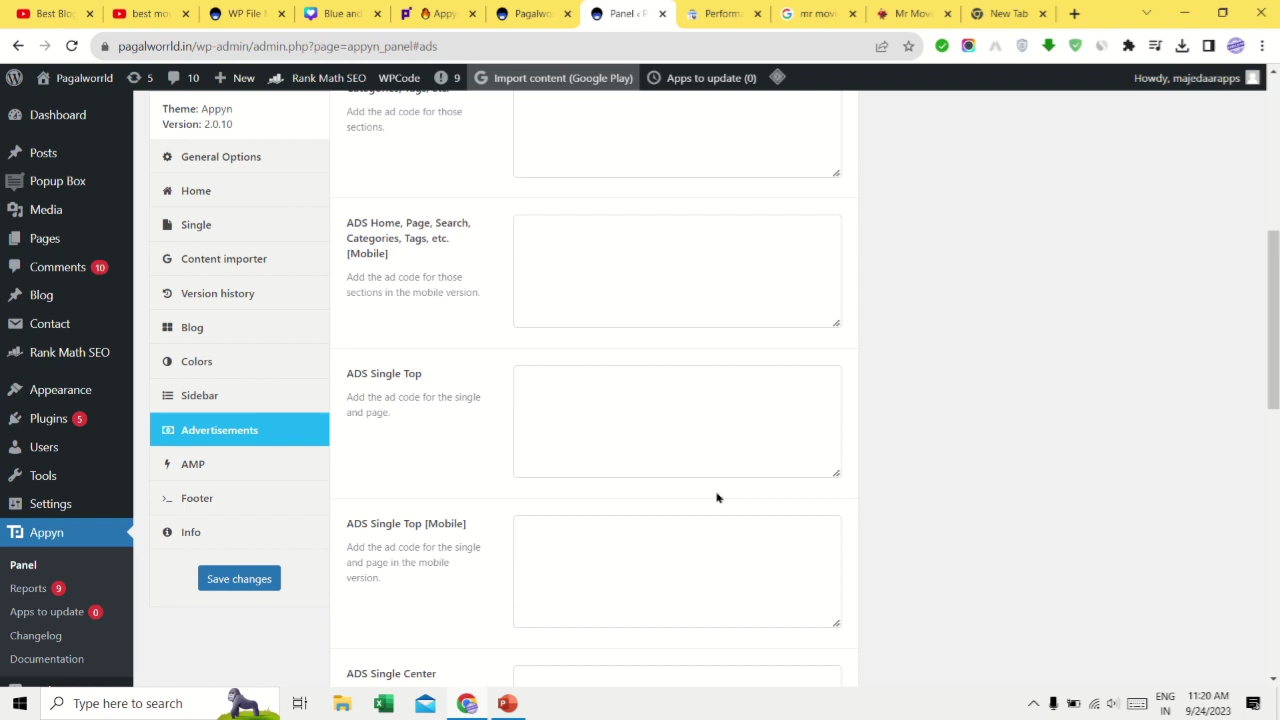 Best Blog
best mov
WP File
Blue and
🔥 Aweso
Pagalwo
Panel ‹ P
Performa
mr movi
Mr Mov
New Tab
pagalworrld.in/wp-admin/admin.php?page=appyn_panel#ads
Pagalworld
5
10
New
Rank Math SEO
WPCode
9
Import content (Google Play)
Apps to update (0)
Howdy, majedaarapps
Dashboard
Posts
Popup Box
Media
Pages
Comments 10
Blog
Contact
Rank Math SEO
Appearance
Plugins 5
Users
Tools
Settings
Appyn
Panel
Reports 9
Apps to update 0
Changelog
Documentation
Theme: Appyn
Version: 2.0.10
General Options
Home
Single
Content importer
Version history
Blog
Colors
Sidebar
Advertisements
AMP
Footer
Info
Save changes
Categories, Tags, etc.
Add the ad code for those
sections.
ADS Home, Page, Search,
Categories, Tags, etc.
[Mobile]
Add the ad code for those
sections in the mobile version.
ADS Single Top
Add the ad code for the single
and page.
ADS Single Top [Mobile]
Add the ad code for the single
and page in the mobile
version.
ADS Single Center
Type here to search
ENG
IN
11:20 AM
9/24/2023